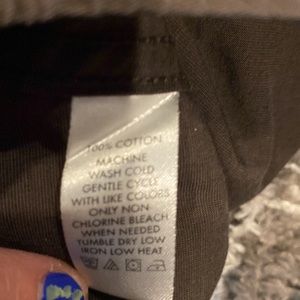 100% COTTON
MACHINE
WASH COLD
GENTLE CYCLE
WITH LIKE COLORS
ONLY NON
CHLORINE BLEACH
WHEN NEEDED
TUMBLE DRY LOW
IRON LOW HEAT